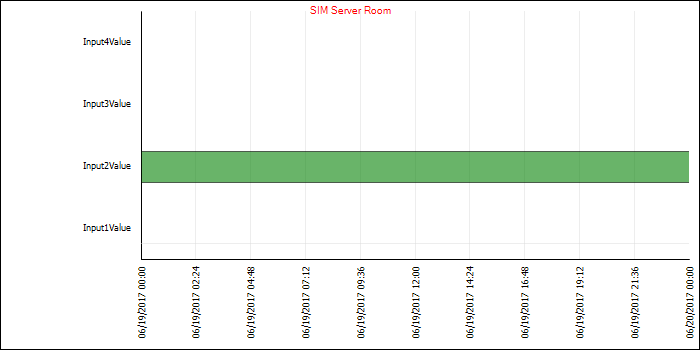 SIM Server Room
Input4Value
Input3Value
Input2Value
Input1Value
06/19/2017 00:00
06/19/2017 02:24
06/19/2017 04:48
06/19/2017 07:12
06/19/2017 09:36
06/19/2017 12:00
06/19/2017 14:24
06/19/2017 16:48
06/19/2017 19:12
06/19/2017 21:36
06/20/2017 00:00